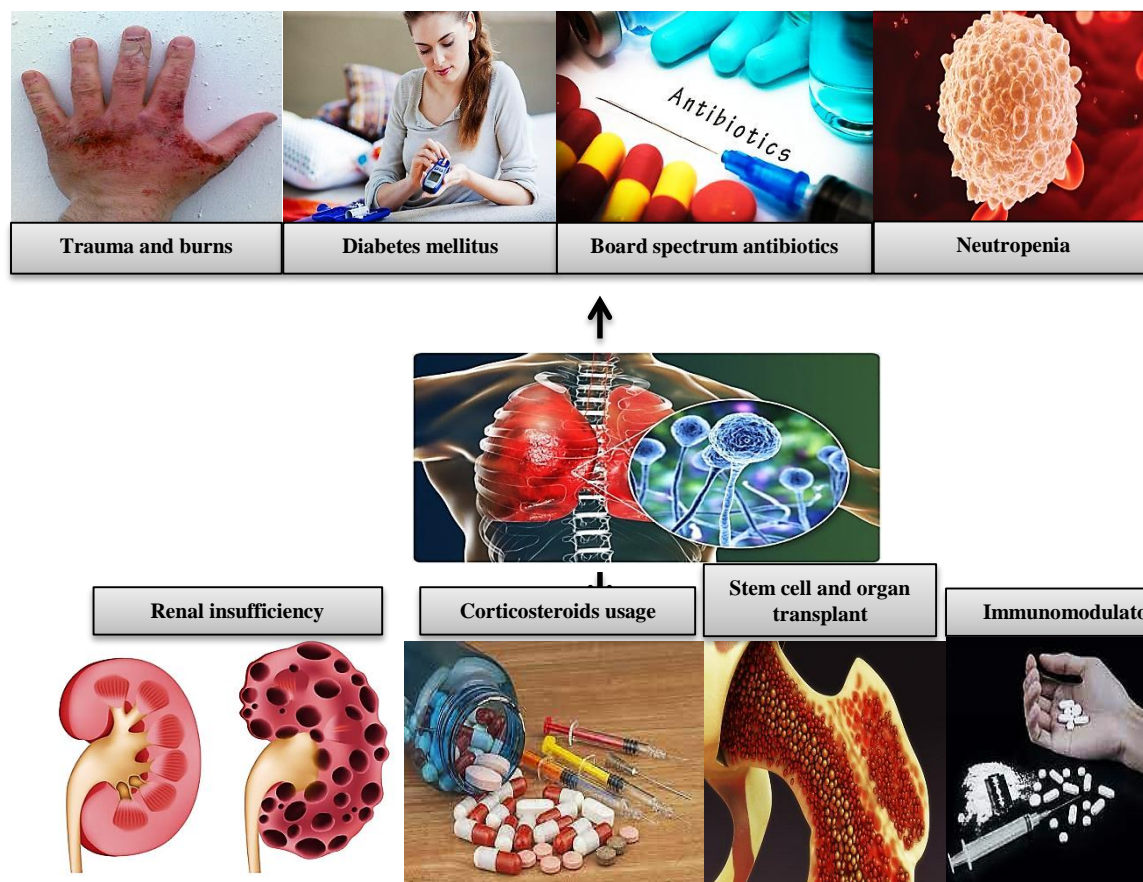 Antibiotics
Trauma and burns
Diabetes mellitus
Board spectrum antibiotics
Neutropenia
Renal insufficiency
Corticosteroids usage
Stem cell and organ
transplant
Immunomodulato